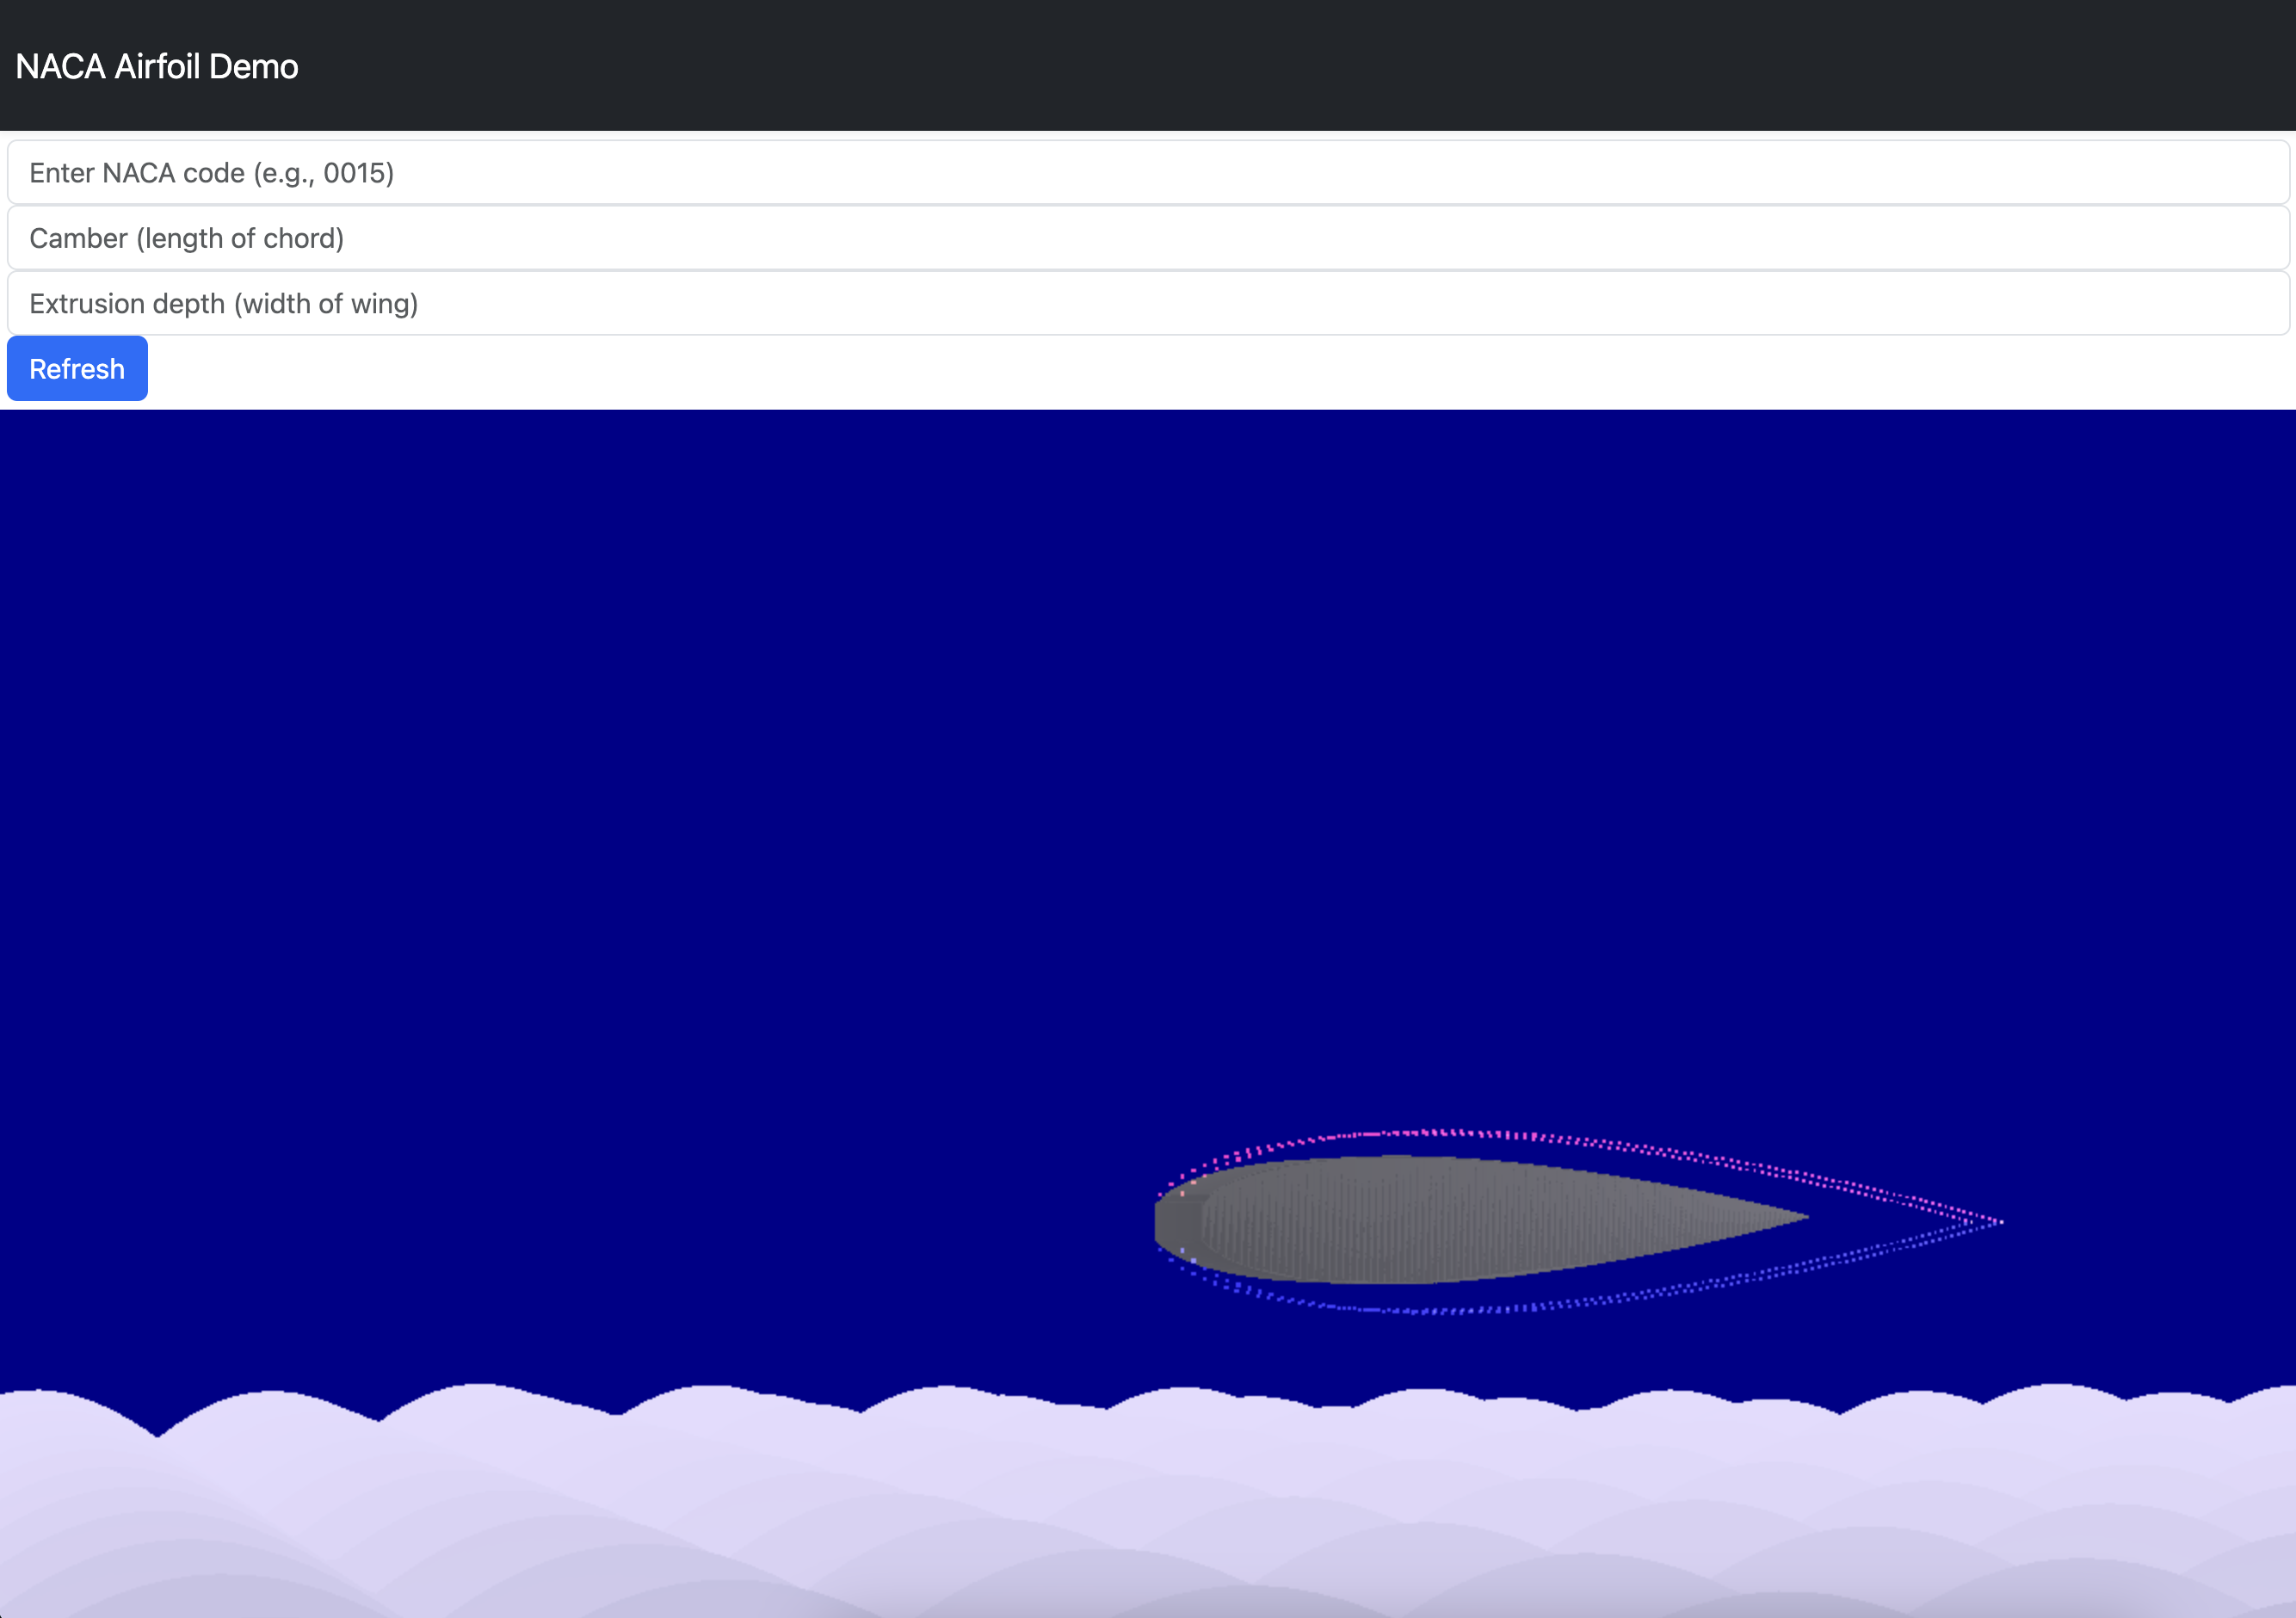 NACA Airfoil Demo
Enter NACA code (e.g., 0015)
Camber (length of chord)
Extrusion depth (width of wing)
Refresh